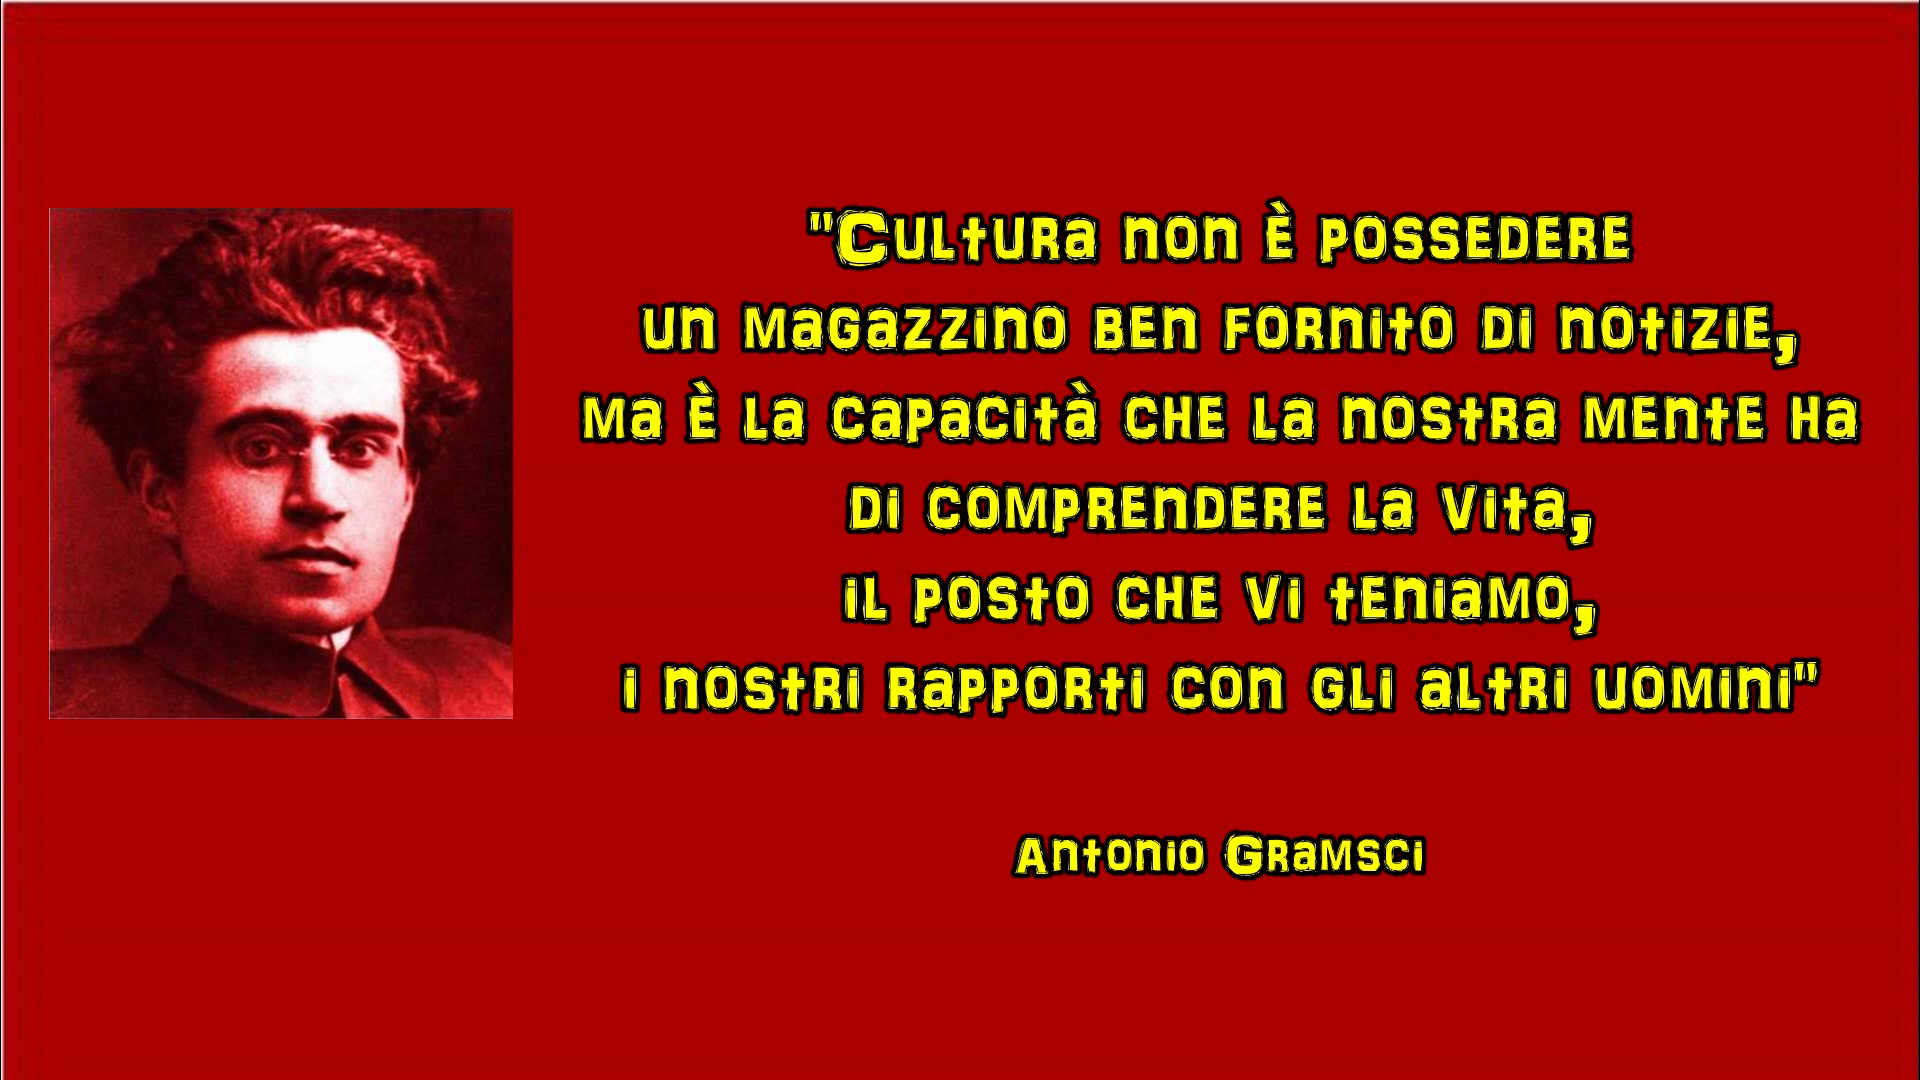 "Cultura non è possedere
un magazzino ben fornito di notizie,
ma è la capacità che la nostra mente ha
di comprendere la vita,
il posto che vi teniamo,
i nostri rapporti con gli altri uomini"
Antonio Gramsci